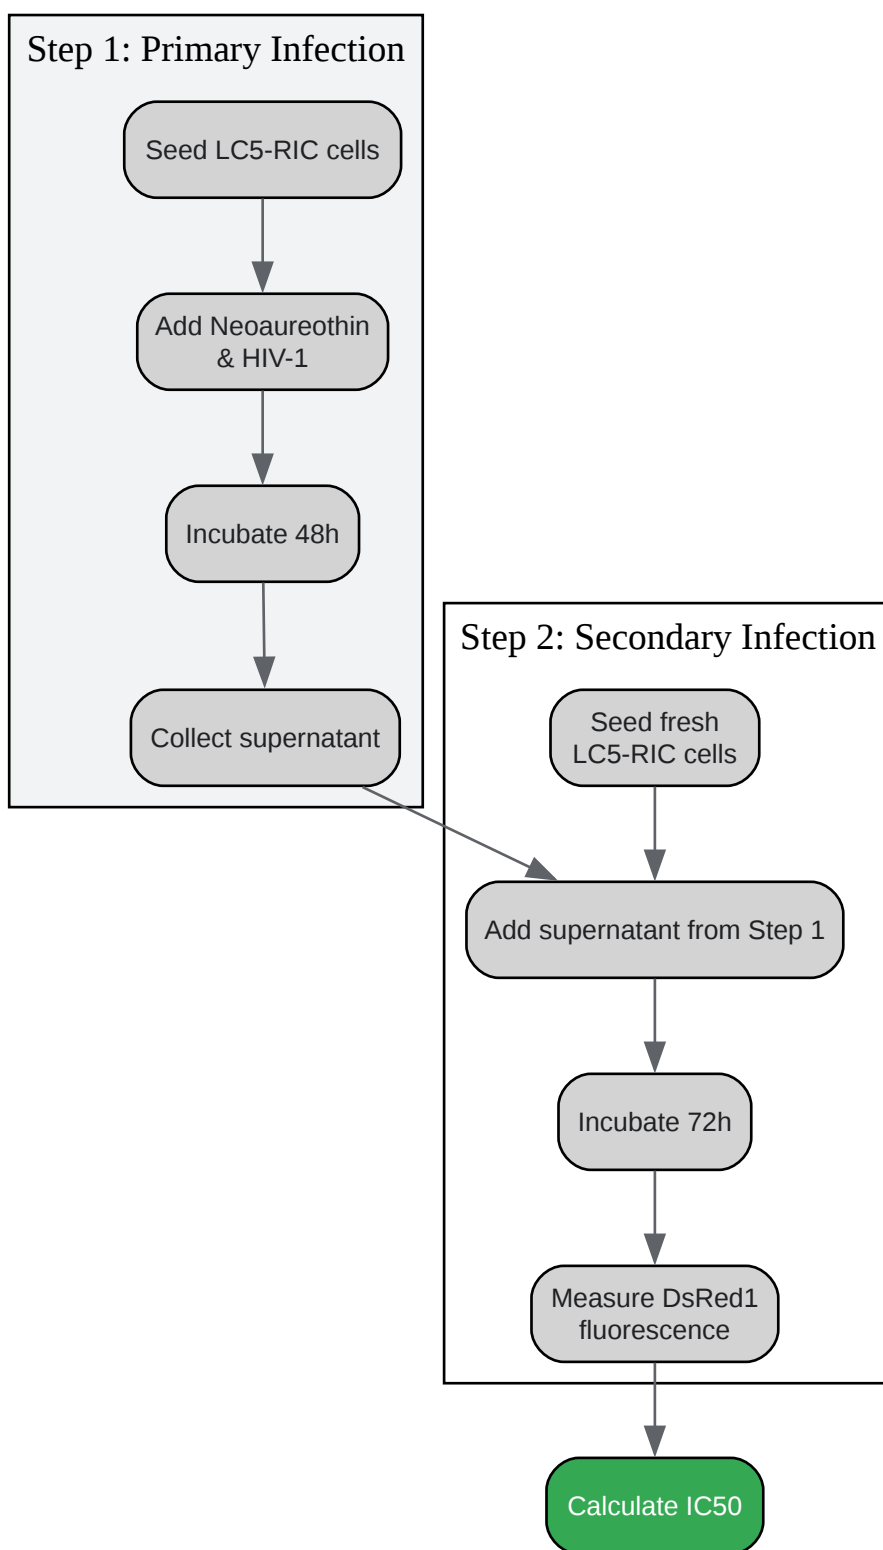 Step 1: Primary Infection
Seed LC5-RIC cells
Add Neoaureothin
& HIV-1
Incubate 48h
Collect supernatant
Step 2: Secondary Infection
Seed fresh
LC5-RIC cells
Add supernatant from Step 1
Incubate 72h
Measure DsRed1
fluorescence
Calculate IC50